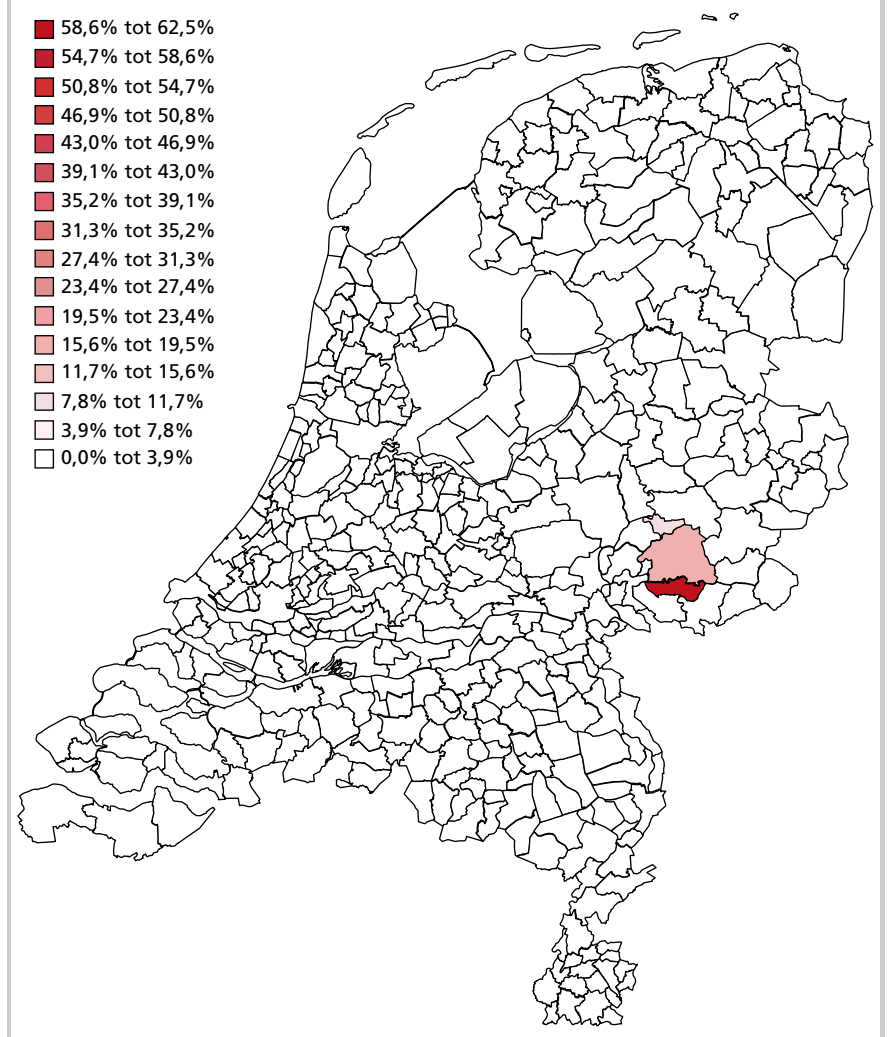 58,6% tot 62,5%
54,7% tot 58,6%
50,8% tot 54,7%
46,9% tot 50,8%
43,0% tot 46,9%
39,1% tot 43,0%
35,2% tot 39,1%
31,3% tot 35,2%
27,4% tot 31,3%
23,4% tot 27,4%
19,5% tot 23,4%
15,6% tot 19,5%
11,7% tot 15,6%
7,8% tot 11,7%
3,9% tot 7,8%
0,0% tot 3,9%